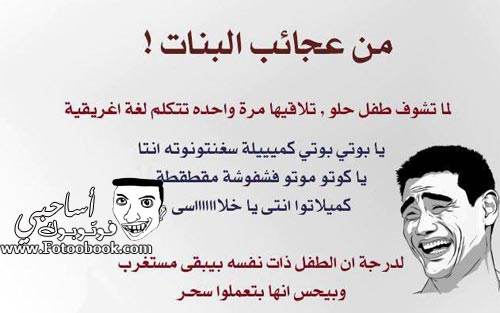 من عجائب البنات !
لما تشوف طفل حلو , تلاقيها مرة واحده تتكلم لغة اغريقية
يا بوتي بوتي كميييلة سغنتونوته انتا
يا كوتو موتو فشفوشة مقطقطة
كميلاتوا انتى يا خلااااااااسى
أساحبي
فوتوبوك
www.Fotoobook.com
لدرجة ان الطفل ذات نفسه بيبقى مستغرب
وبيحس انها بتعملوا سحر